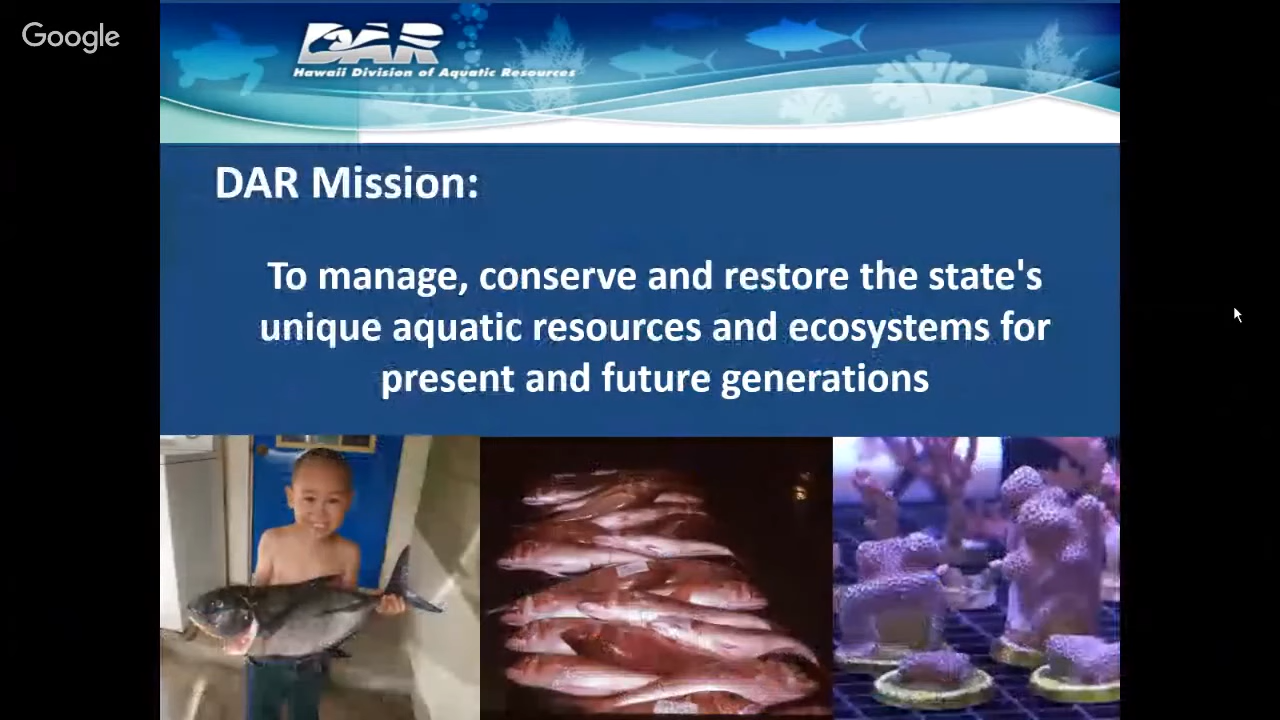 Google
DAR
Hawaii Division of Aquatic Resources
DAR Mission:
To manage, conserve and restore the state's
unique aquatic resources and ecosystems for
present and future generations